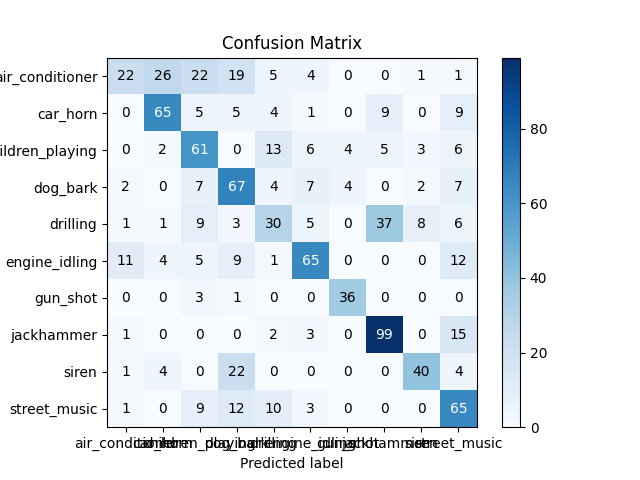 Confusion Matrix
air_conditioner 22 26 22 19 5 4 0 0 1 1
car_horn 0 65 5 5 4 1 0 9 0 9
ildren_playing 0 2 61 0 13 6 4 5 3 6
dog_bark 2 0 7 67 4 7 4 0 2 7
drilling 1 1 9 3 30 5 0 37 8 6
engine_idling 11 4 5 9 1 65 0 0 0 12
gun_shot 0 0 3 1 0 0 36 0 0 0
jackhammer 1 0 0 0 2 3 0 99 0 15
siren 1 4 0 22 0 0 0 0 40 4
street_music 1 0 9 12 10 3 0 0 0 65
80
60
40
20
0
street_music
Predicted label